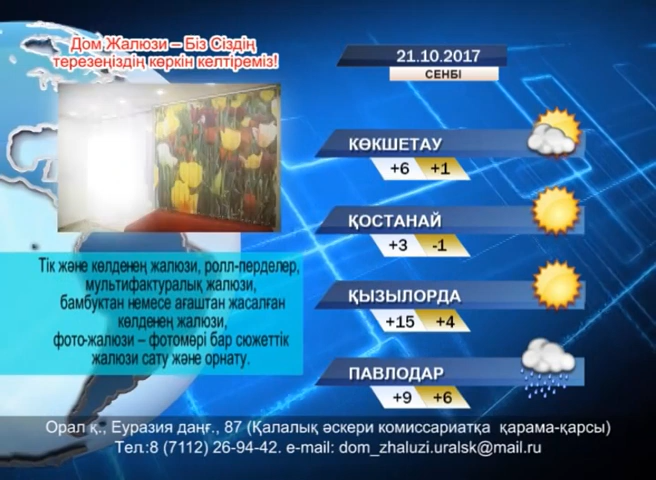 Дом Жалюзи – Біз Сіздің
терезеңіздің көркін келтіреміз!
21.10.2017
СЕНБІ
КӨКШЕТАУ
+6 +1
ҚОСТАНАЙ
+3 -1
ҚЫЗЫЛОРДА
+15 +4
ПАВЛОДАР
+9 +6
Тік және көлденең жалюзи, ролл-перделер,
мультифактуралық жалюзи,
бамбуктан немесе ағаштан жасалған
көлденең жалюзи,
фото-жалюзи – фотомөрі бар сюжеттік
жалюзи сату және орнату.
Орал қ., Еуразия даңғ., 87 (Қалалық әскери комиссариатқа қарама-қарсы)
Тел.:8 (7112) 26-94-42. e-mail: dom_zhaluzi.uralsk@mail.ru